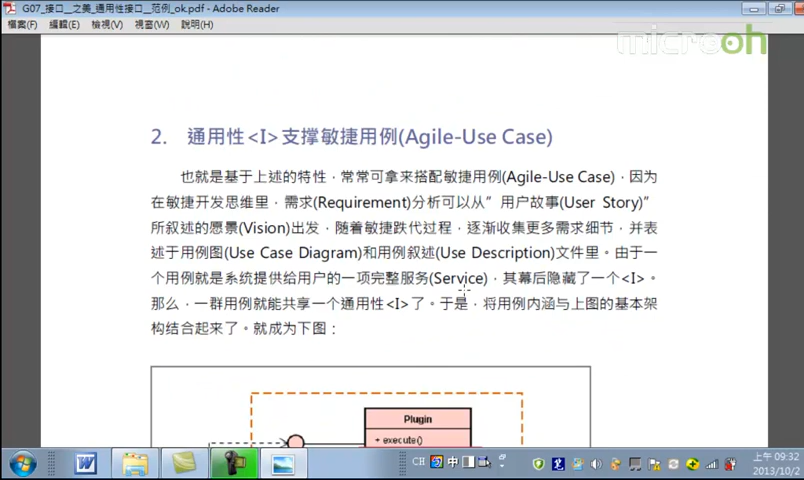 G07_接口__之美_通用性接口__范例_ok.pdf - Adobe Reader
檔案(F) 編輯(E) 檢視(V) 視窗(W) 說明(H)
microoh
2. 通用性<I>支撑敏捷用例(Agile-Use Case)
也就是基于上述的特性，常常可拿来搭配敏捷用例(Agile-Use Case)，因为
在敏捷开发思维里，需求(Requirement)分析可以从”用户故事(User Story)”
所叙述的愿景(Vision)出发，随着敏捷跌代过程，逐渐收集更多需求细节，并表
述于用例图(Use Case Diagram)和用例叙述(Use Description)文件里。由于一
个用例就是系统提供给用户的一项完整服务(Service)，其幕后隐藏了一个<I>。
那么，一群用例就能共享一个通用性<I>了。于是，将用例内涵与上图的基本架
构结合起来了。就成为下图：
Plugin
+ execute()
CH 中
上午 09:32
2013/10/2